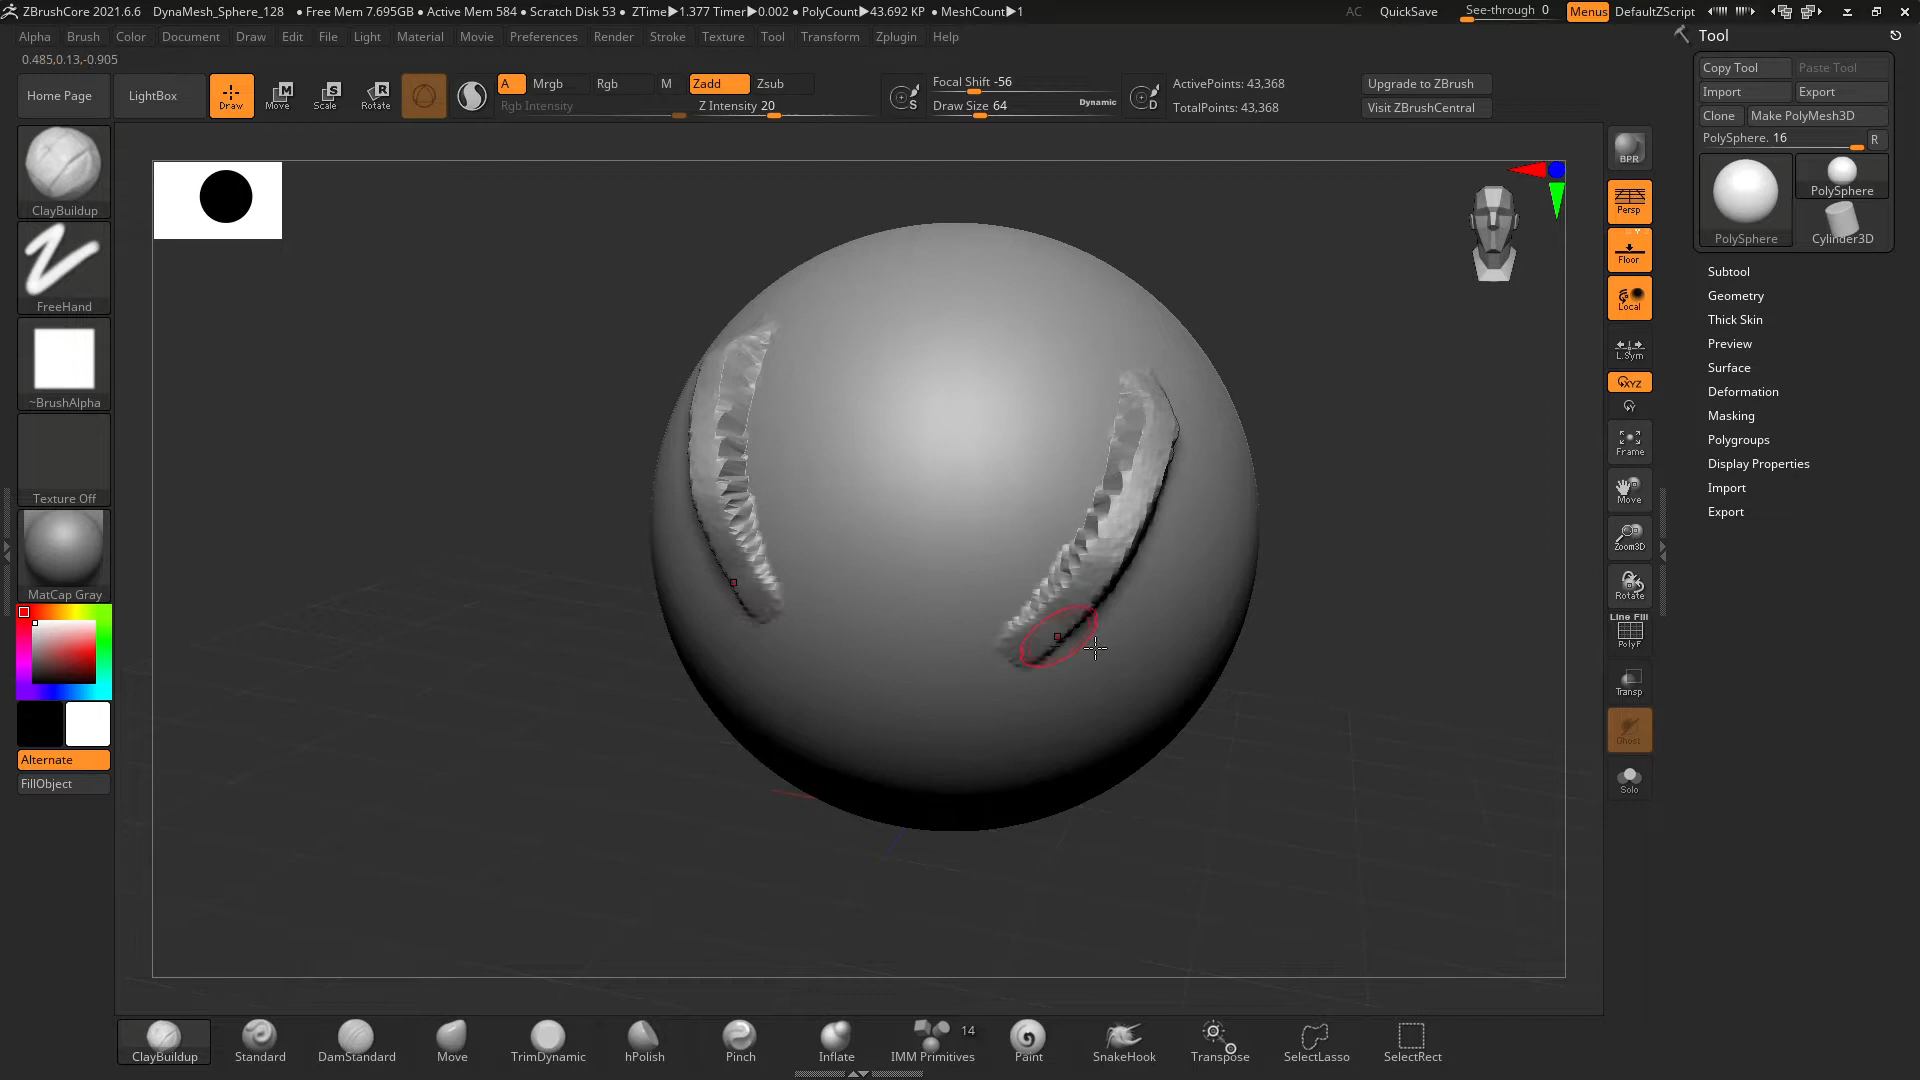 ZBrushCore 2021.6.6 DynaMesh_Sphere_128 • Free Mem 7.695GB • Active Mem 584 • Scratch Disk 53 • ZTime▶1.377 Timer▶0.002 • PolyCount▶43.692 KP • MeshCount▶1 AC QuickSave See-through 0 Menus DefaultZScript
Alpha Brush Color Document Draw Edit File Light Material Movie Preferences Render Stroke Texture Tool Transform Zplugin Help
Tool
0.485,0.13,-0.905
Home Page LightBox Draw Move Scale Rotate
M S R
A Mrgb Rgb M Zadd Zsub
Rgb Intensity Z Intensity 20
S Focal Shift -56
Draw Size 64 Dynamic
D ActivePoints: 43,368
TotalPoints: 43,368
Upgrade to ZBrush
Visit ZBrushCentral
Copy Tool Paste Tool
Import Export
Clone Make PolyMesh3D
PolySphere. 16 R
PolySphere
PolySphere
Cylinder3D
Subtool
Geometry
Thick Skin
Preview
Surface
Deformation
Masking
Polygroups
Display Properties
Import
Export
ClayBuildup
FreeHand
~BrushAlpha
Texture Off
MatCap Gray
Alternate
FillObject
BPR
Persp
Floor
Local
L.Sym
XYZ
Y
Frame
Move
Zoom3D
Rotate
Line Fill
PolyF
Transp
Ghost
Solo
ClayBuildup Standard DamStandard Move TrimDynamic hPolish Pinch Inflate IMM Primitives 14 Paint SnakeHook Transpose SelectLasso SelectRect